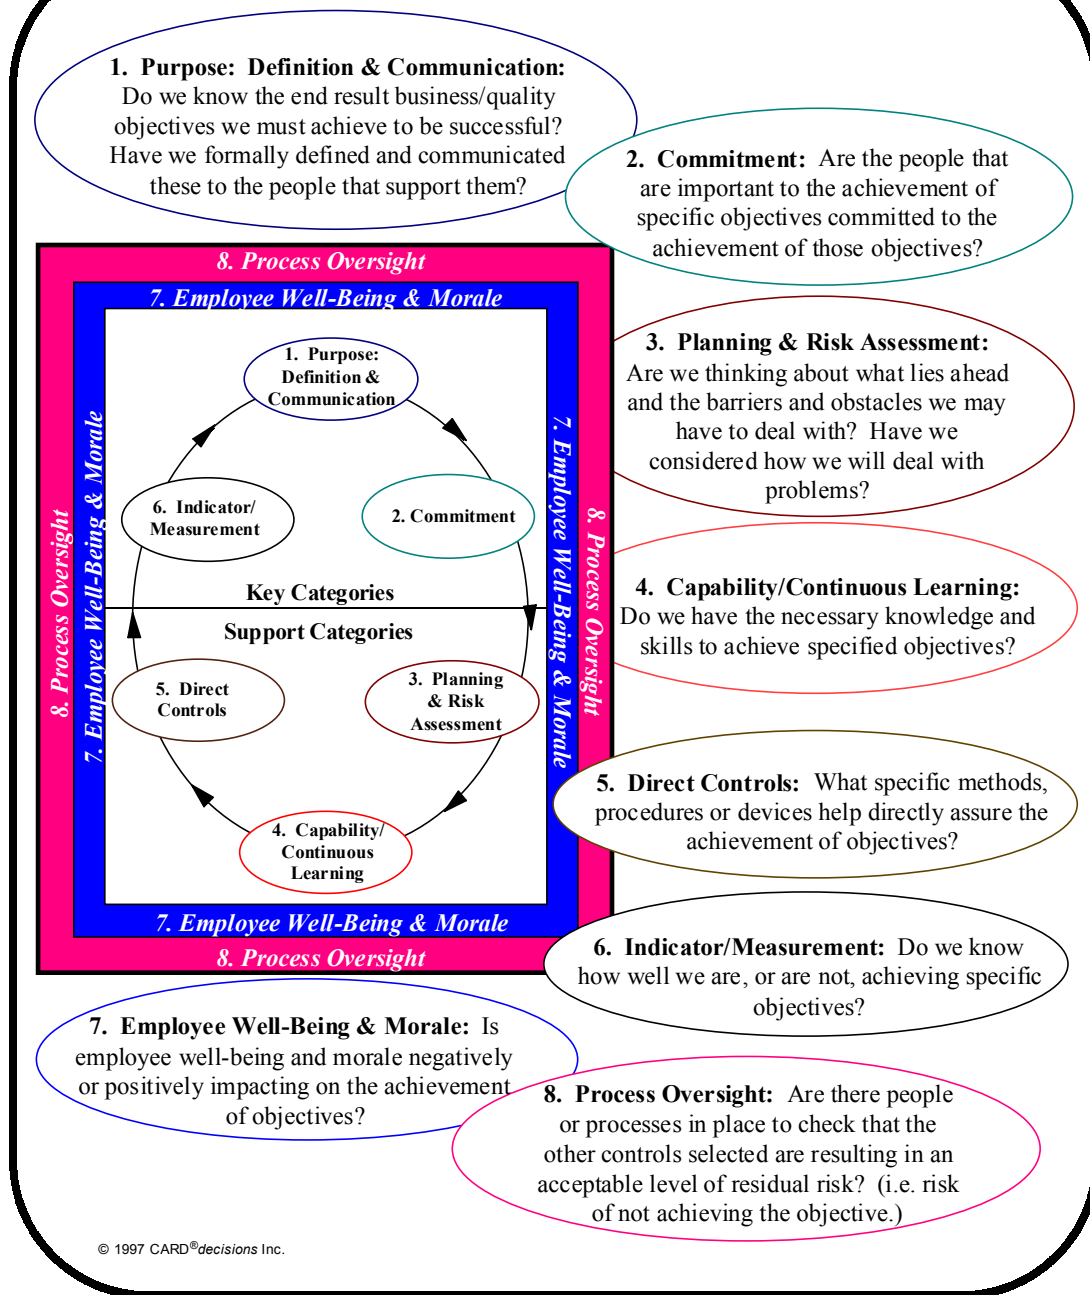 1. Purpose: Definition & Communication:
Do we know the end result business/quality
objectives we must achieve to be successful?
Have we formally defined and communicated
these to the people that support them?
2. Commitment: Are the people that
are important to the achievement of
specific objectives committed to the
achievement of those objectives?
8. Process Oversight
7. Employee Well-Being & Morale
8. Process Oversight
7. Employee Well-Being & Morale
1. Purpose:
Definition &
Communication
6. Indicator/
Measurement
2. Commitment
Key Categories
Support Categories
5. Direct
Controls
3. Planning
& Risk
Assessment
4. Capability/
Continuous
Learning
7. Employee Well-Being & Morale
8. Process Oversight
7. Employee Well-Being & Morale
8. Process Oversight
3. Planning & Risk Assessment:
Are we thinking about what lies ahead
and the barriers and obstacles we may
have to deal with? Have we
considered how we will deal with
problems?
4. Capability/Continuous Learning:
Do we have the necessary knowledge and
skills to achieve specified objectives?
5. Direct Controls: What specific methods,
procedures or devices help directly assure the
achievement of objectives?
6. Indicator/Measurement: Do we know
how well we are, or are not, achieving specific
objectives?
7. Employee Well-Being & Morale: Is
employee well-being and morale negatively
or positively impacting on the achievement
of objectives?
8. Process Oversight: Are there people
or processes in place to check that the
other controls selected are resulting in an
acceptable level of residual risk? (i.e. risk
of not achieving the objective.)
© 1997 CARD®decisions Inc.